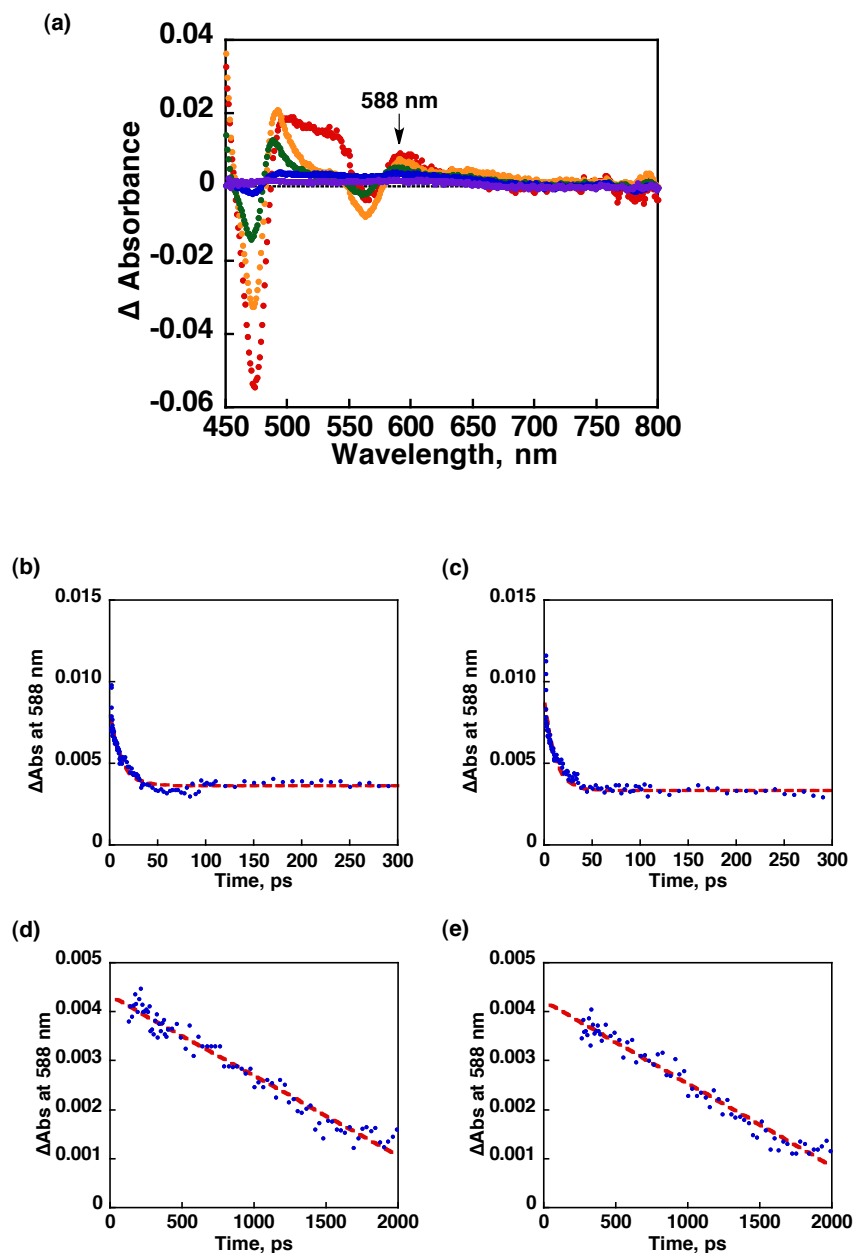 (a)
0.04
0.02
0
-0.02
-0.04
-0.06
Δ Absorbance
588 nm
450 500 550 600 650 700 750 800
Wavelength, nm
(b)
0.015
0.010
0.005
0
ΔAbs at 588 nm
0 50 100 150 200 250 300
Time, ps
(c)
0.015
0.010
0.005
0
ΔAbs at 588 nm
0 50 100 150 200 250 300
Time, ps
(d)
0.005
0.004
0.003
0.002
0.001
0
ΔAbs at 588 nm
0 500 1000 1500 2000
Time, ps
(e)
0.005
0.004
0.003
0.002
0.001
0
ΔAbs at 588 nm
0 500 1000 1500 2000
Time, ps